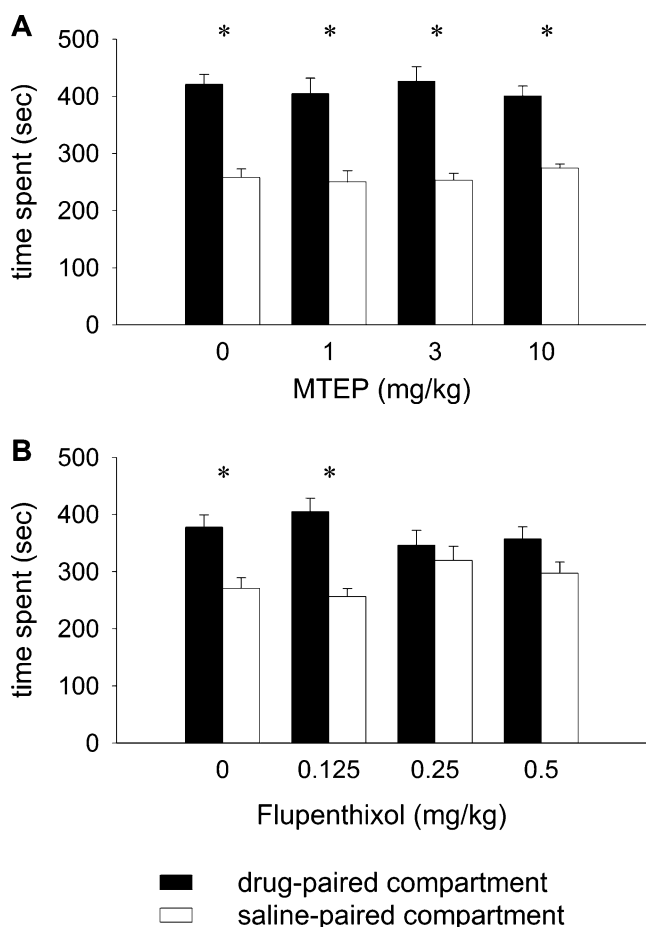 A
* * * *
500
400
300
200
100
0
time spent (sec)
0 1 3 10
MTEP (mg/kg)
B
* *
500
400
300
200
100
0
time spent (sec)
0 0.125 0.25 0.5
Flupenthixol (mg/kg)
drug-paired compartment
saline-paired compartment